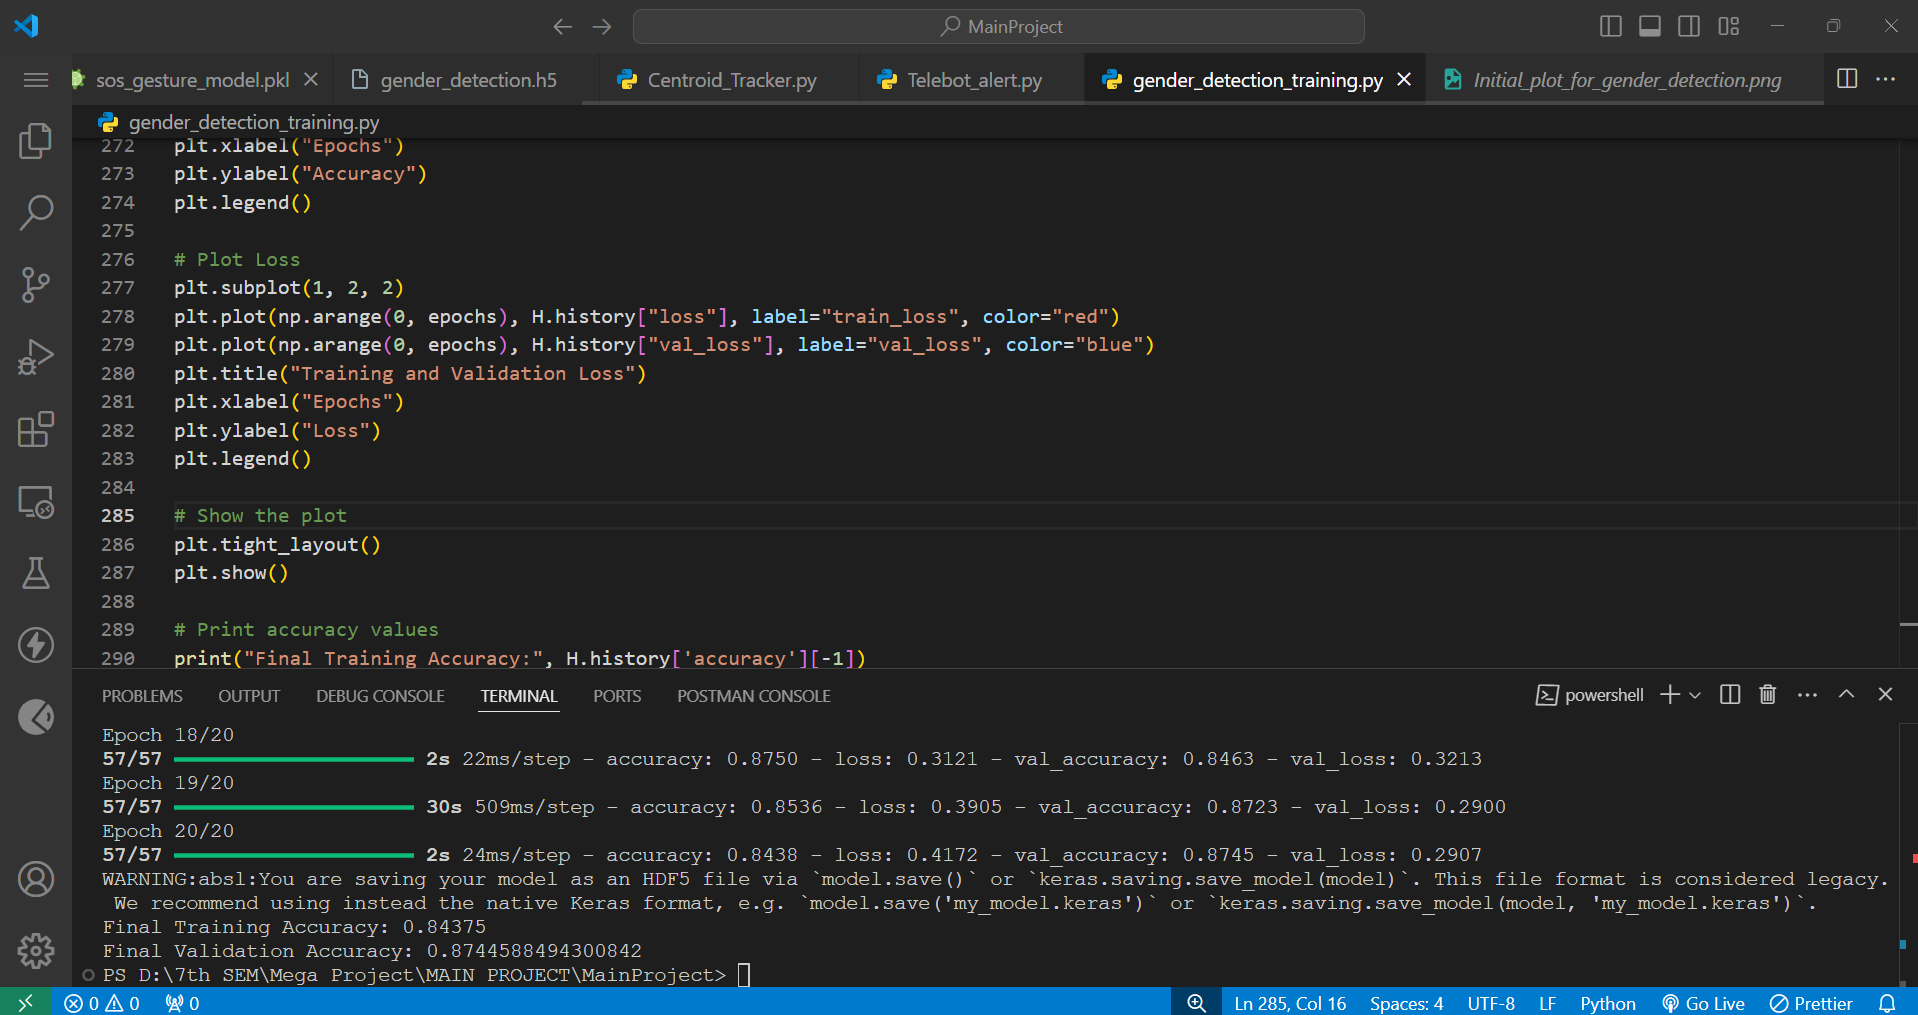 MainProject
sos_gesture_model.pkl
gender_detection.h5
Centroid_Tracker.py
Telebot_alert.py
gender_detection_training.py
Initial_plot_for_gender_detection.png
gender_detection_training.py
272 plt.xlabel("Epochs")
273 plt.ylabel("Accuracy")
274 plt.legend()
275
276 # Plot Loss
277 plt.subplot(1, 2, 2)
278 plt.plot(np.arange(0, epochs), H.history["loss"], label="train_loss", color="red")
279 plt.plot(np.arange(0, epochs), H.history["val_loss"], label="val_loss", color="blue")
280 plt.title("Training and Validation Loss")
281 plt.xlabel("Epochs")
282 plt.ylabel("Loss")
283 plt.legend()
284
285 # Show the plot
286 plt.tight_layout()
287 plt.show()
288
289 # Print accuracy values
290 print("Final Training Accuracy:", H.history['accuracy'][-1])
PROBLEMS OUTPUT DEBUG CONSOLE TERMINAL PORTS POSTMAN CONSOLE powershell
Epoch 18/20
57/57 2s 22ms/step - accuracy: 0.8750 - loss: 0.3121 - val_accuracy: 0.8463 - val_loss: 0.3213
Epoch 19/20
57/57 30s 509ms/step - accuracy: 0.8536 - loss: 0.3905 - val_accuracy: 0.8723 - val_loss: 0.2900
Epoch 20/20
57/57 2s 24ms/step - accuracy: 0.8438 - loss: 0.4172 - val_accuracy: 0.8745 - val_loss: 0.2907
WARNING:absl:You are saving your model as an HDF5 file via `model.save()` or `keras.saving.save_model(model)`. This file format is considered legacy.
We recommend using instead the native Keras format, e.g. `model.save('my_model.keras')` or `keras.saving.save_model(model, 'my_model.keras')`.
Final Training Accuracy: 0.84375
Final Validation Accuracy: 0.8744588494300842
PS D:\7th SEM\Mega Project\MAIN PROJECT\MainProject>
0 0 0 Ln 285, Col 16 Spaces: 4 UTF-8 LF Python Go Live Prettier